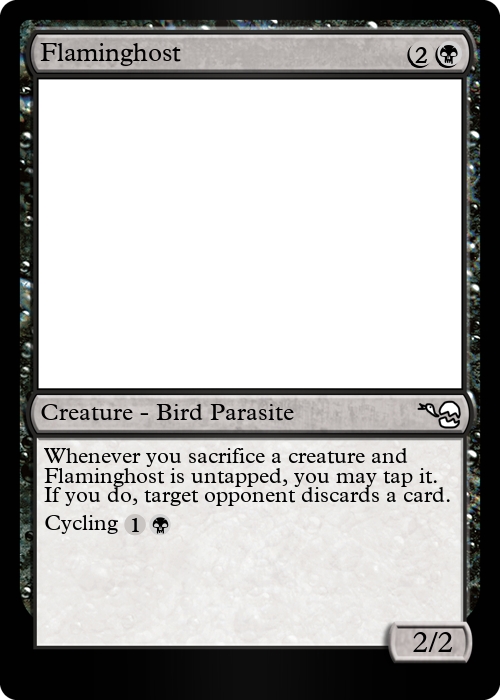 Flaminghost 2
Creature - Bird Parasite
Whenever you sacrifice a creature and
Flaminghost is untapped, you may tap it.
If you do, target opponent discards a card.
Cycling 1
2/2